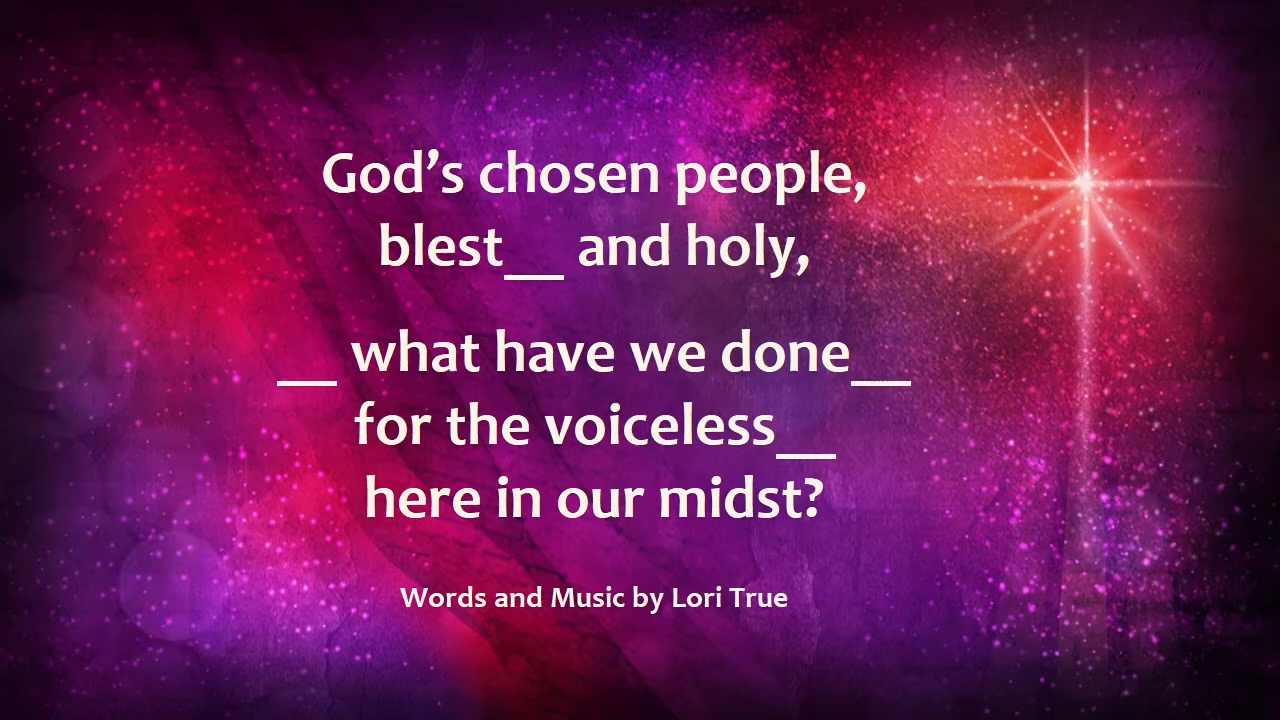 God’s chosen people,
blest__ and holy,
__ what have we done__
for the voiceless__
here in our midst?
Words and Music by Lori True